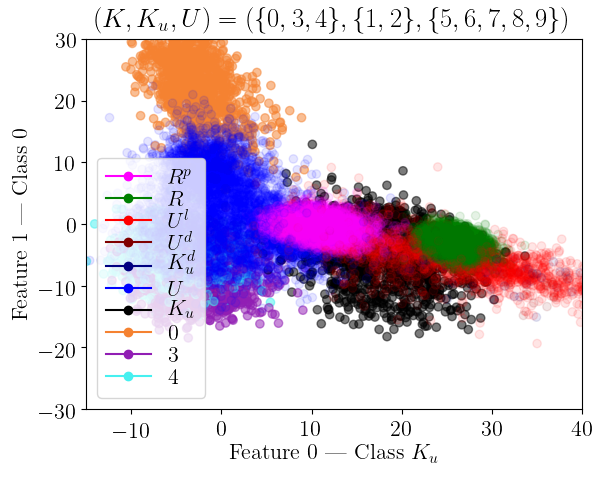 (K, K_u, U) = ({0, 3, 4}, {1, 2}, {5, 6, 7, 8, 9})
30
20
10
0
−10
−20
−30
Feature 1 — Class 0
R^p
R
U^l
U^d
K_u^d
U
K_u
0
3
4
−10 0 10 20 30 40
Feature 0 — Class K_u